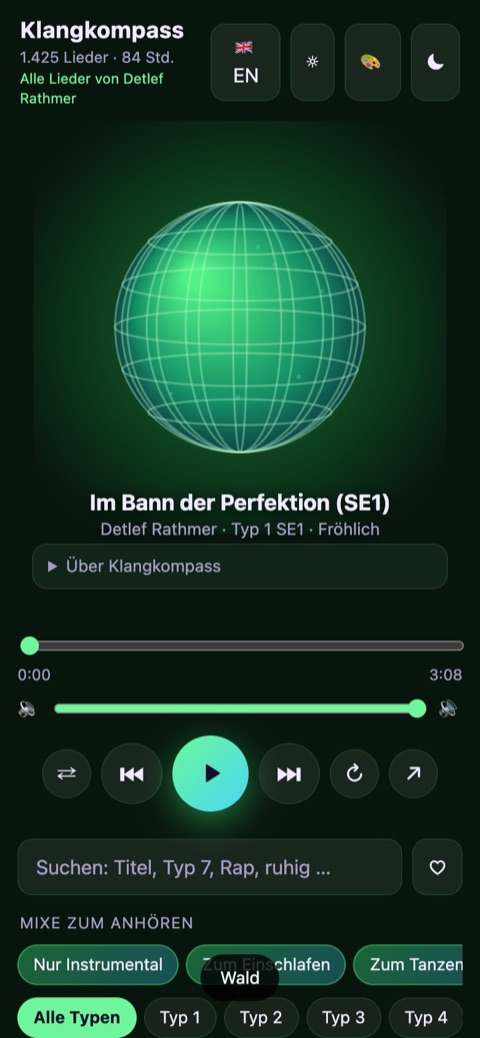 Klangkompass
1.425 Lieder · 84 Std.
Alle Lieder von Detlef
Rathmer
EN
Im Bann der Perfektion (SE1)
Detlef Rathmer · Typ 1 SE1 · Fröhlich
Über Klangkompass
0:00 3:08
Suchen: Titel, Typ 7, Rap, ruhig ...
MIXE ZUM ANHÖREN
Nur Instrumental Zum Einschlafen Zum Tanzen
Wald
Alle Typen Typ 1 Typ 2 Typ 3 Typ 4